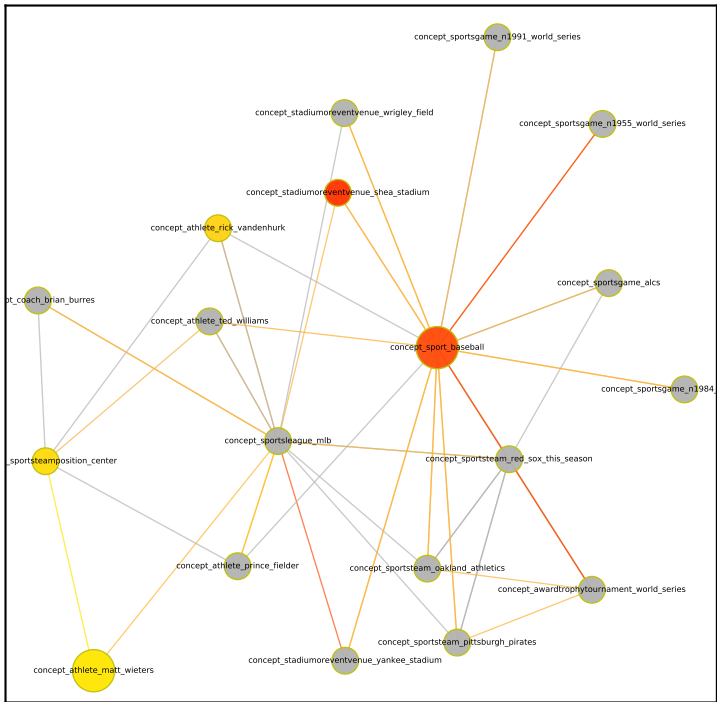 concept_sportsgame_n1991_world_series
concept_stadiumoreventvenue_wrigley_field
concept_sportsgame_n1955_world_series
concept_stadiumoreventvenue_shea_stadium
concept_athlete_rick_vandenhurk
concept_sportsgame_alcs
pt_coach_brian_burres
concept_athlete_ted_williams
concept_sport_baseball
concept_sportsgame_n1984_
concept_sportsleague_mlb
_sportsteamposition_center
concept_sportsteam_red_sox_this_season
concept_athlete_prince_fielder
concept_sportsteam_oakland_athletics
concept_awardtrophytournament_world_series
concept_sportsteam_pittsburgh_pirates
concept_stadiumoreventvenue_yankee_stadium
concept_athlete_matt_wieters